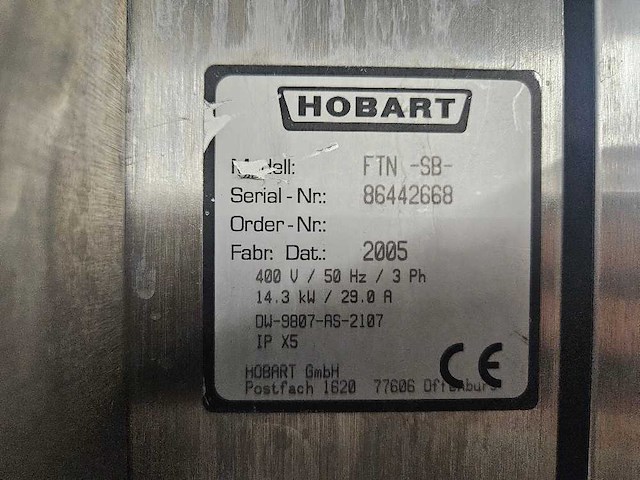 HOBART
Modell: FTN -SB-
Serial-Nr.: 86442668
Order-Nr.:
Fabr. Dat.: 2005
400 V / 50 Hz / 3 Ph
14.3 kW / 29.0 A
DW-9807-AS-2107
IP X5
HOBART GmbH
Postfach 1620 77606 Offenburg
CE